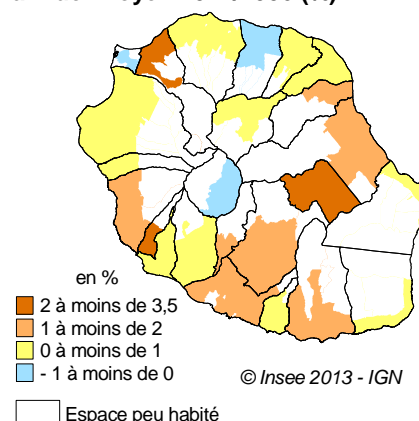 en %
2 à moins de 3,5
1 à moins de 2
0 à moins de 1
- 1 à moins de 0
© Insee 2013 - IGN
Espace peu habité